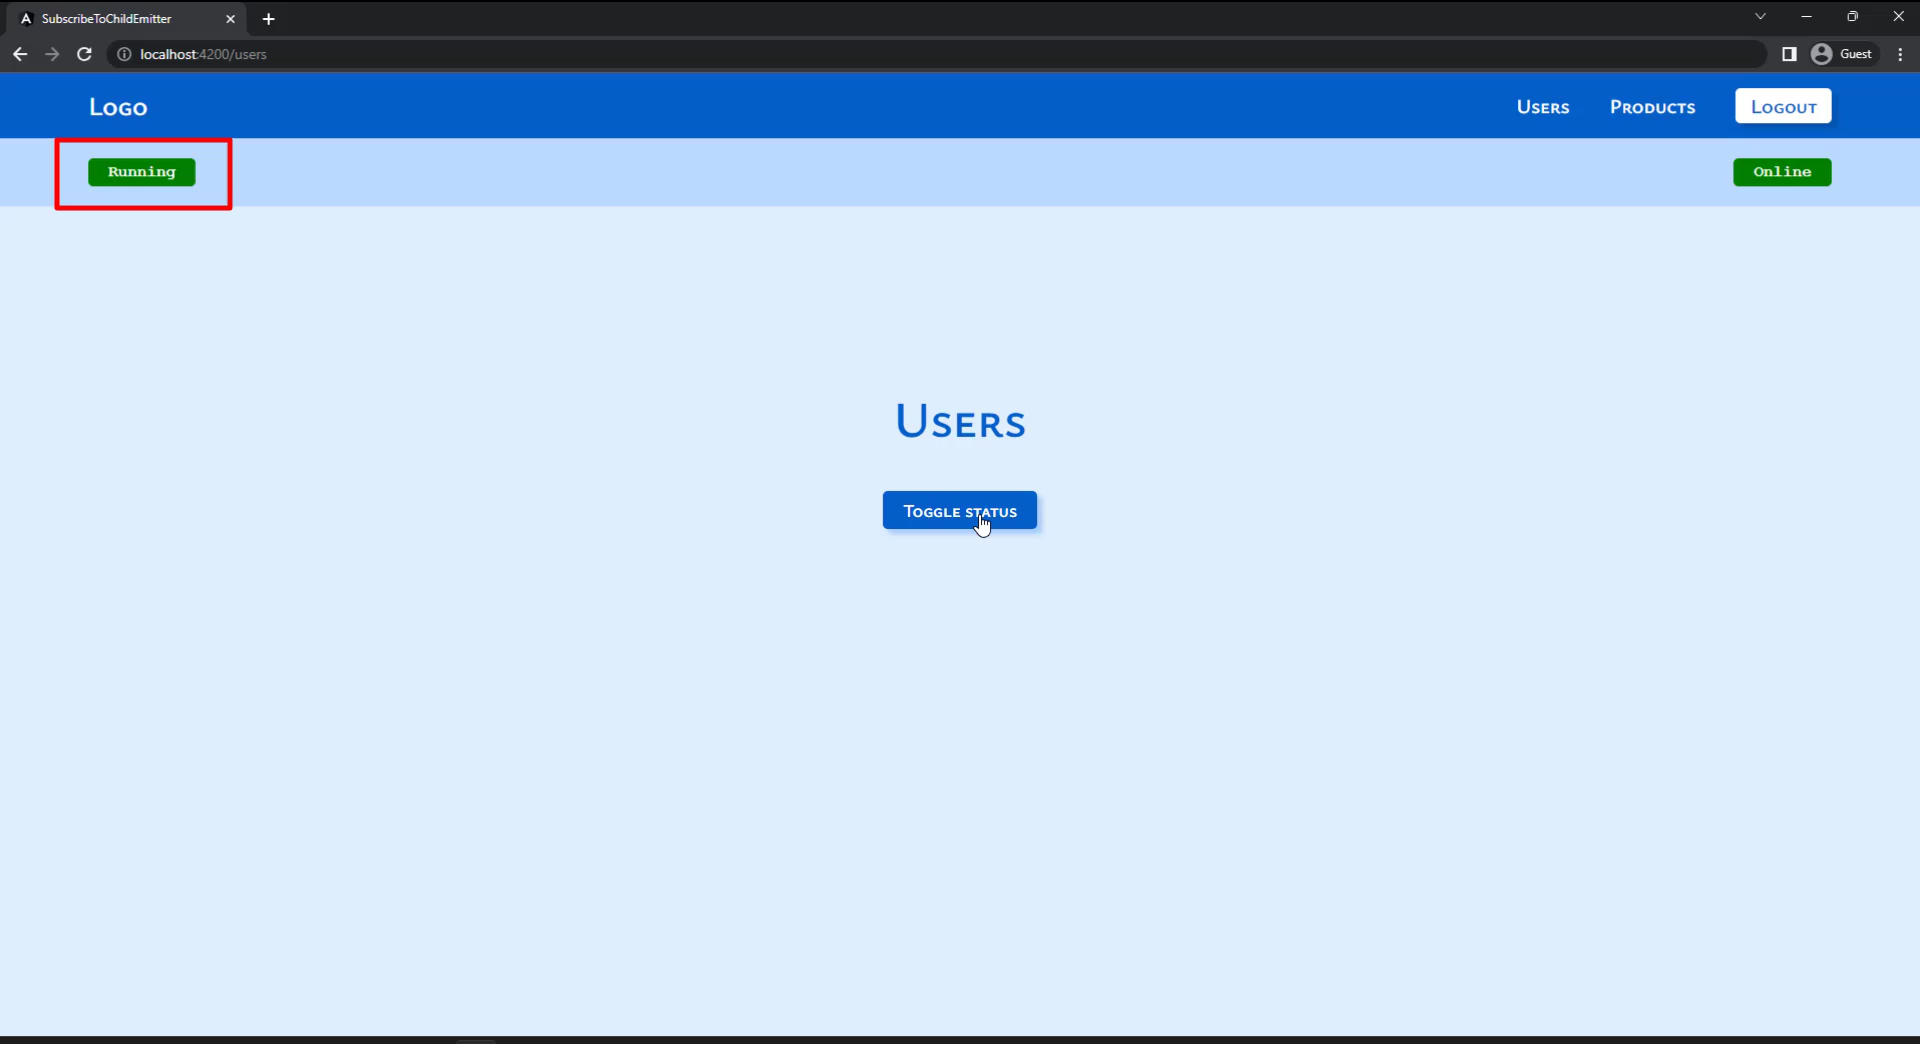 SubscribeToChildEmitter
localhost:4200/users
Guest
Logo
Users
Products
Logout
Running
Online
Users
Toggle status